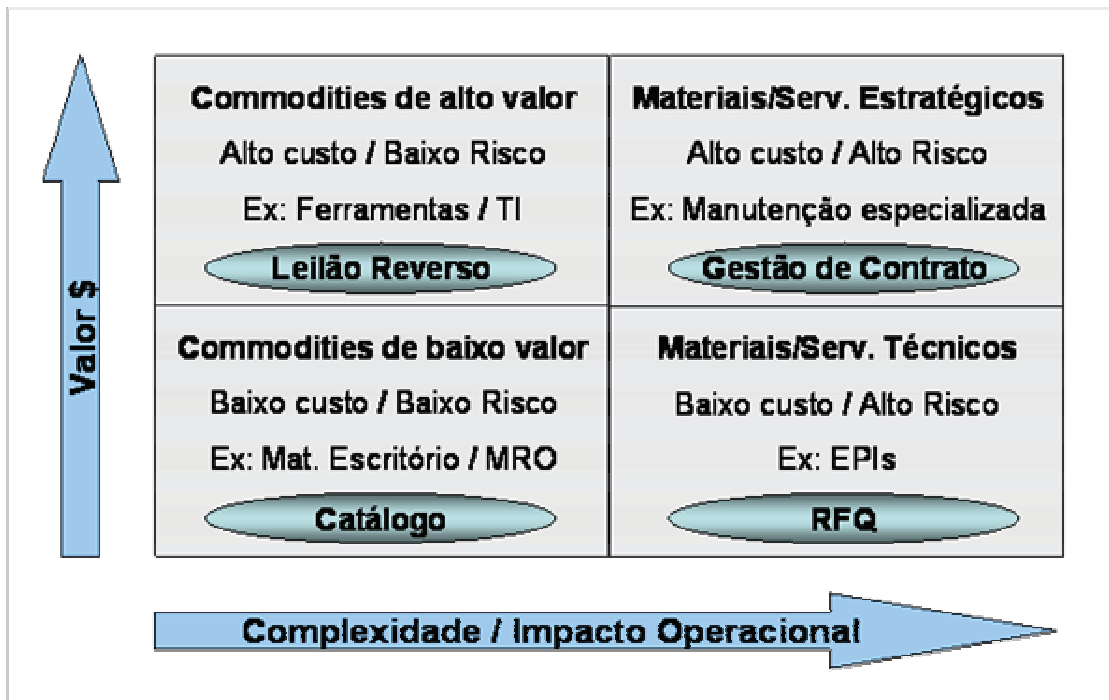 Valor $
Commodities de alto valor
Alto custo / Baixo Risco
Ex: Ferramentas / TI
Leilão Reverso
Materiais/Serv. Estratégicos
Alto custo / Alto Risco
Ex: Manutenção especializada
Gestão de Contrato
Commodities de baixo valor
Baixo custo / Baixo Risco
Ex: Mat. Escritório / MRO
Catálogo
Materiais/Serv. Técnicos
Baixo custo / Alto Risco
Ex: EPIs
RFQ
Complexidade / Impacto Operacional